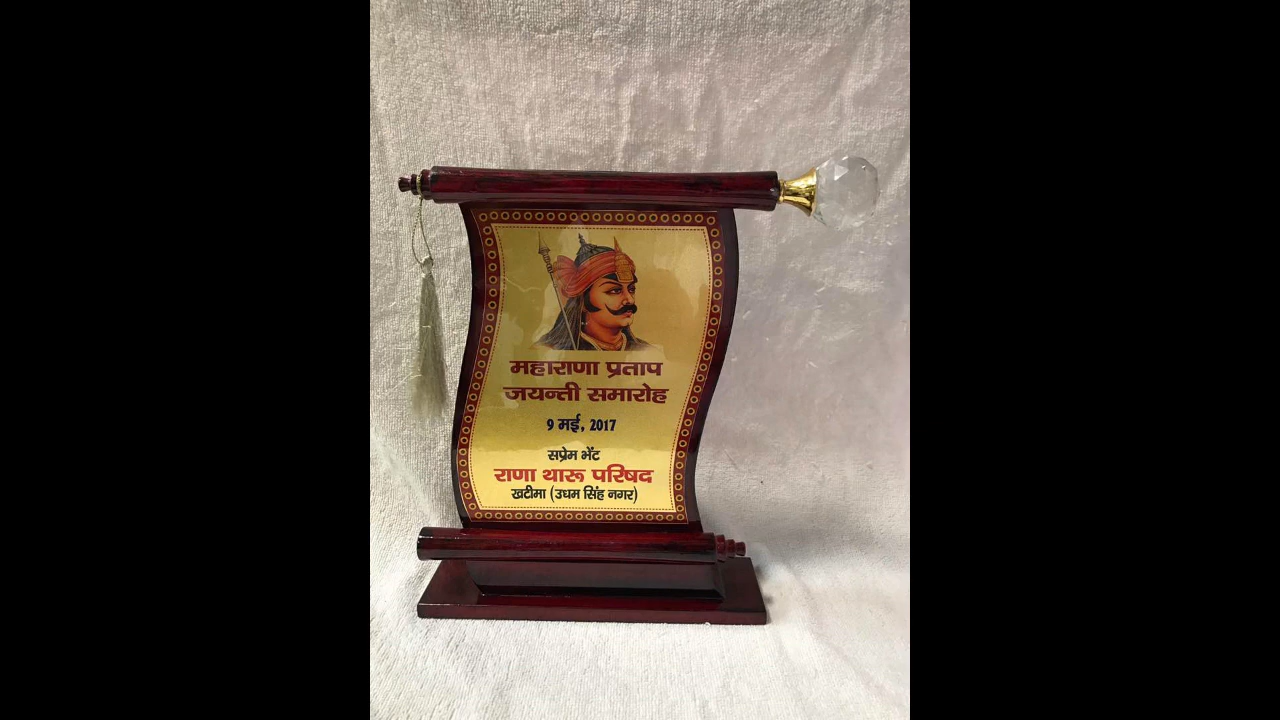 महाराणा प्रताप
जयन्ती समारोह
9 मई, 2017
सप्रेम भेंट
राणा थारू परिषद
खटीमा (उधम सिंह नगर)